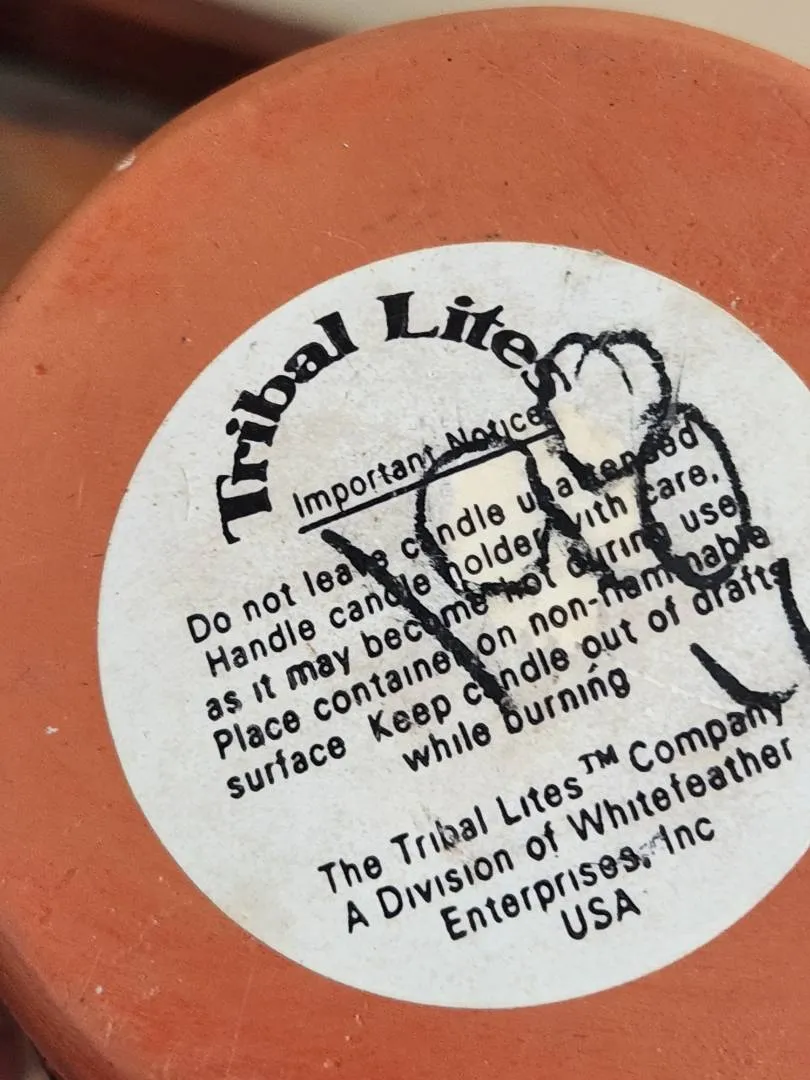 Tribal Lites
Important Notice
Do not leave candle unattended
Handle candle holder with care,
as it may become hot during use
Place container on non-flammable
surface Keep candle out of drafts
while burning
The Tribal Lites™ Company
A Division of Whitefeather
Enterprises, Inc
USA